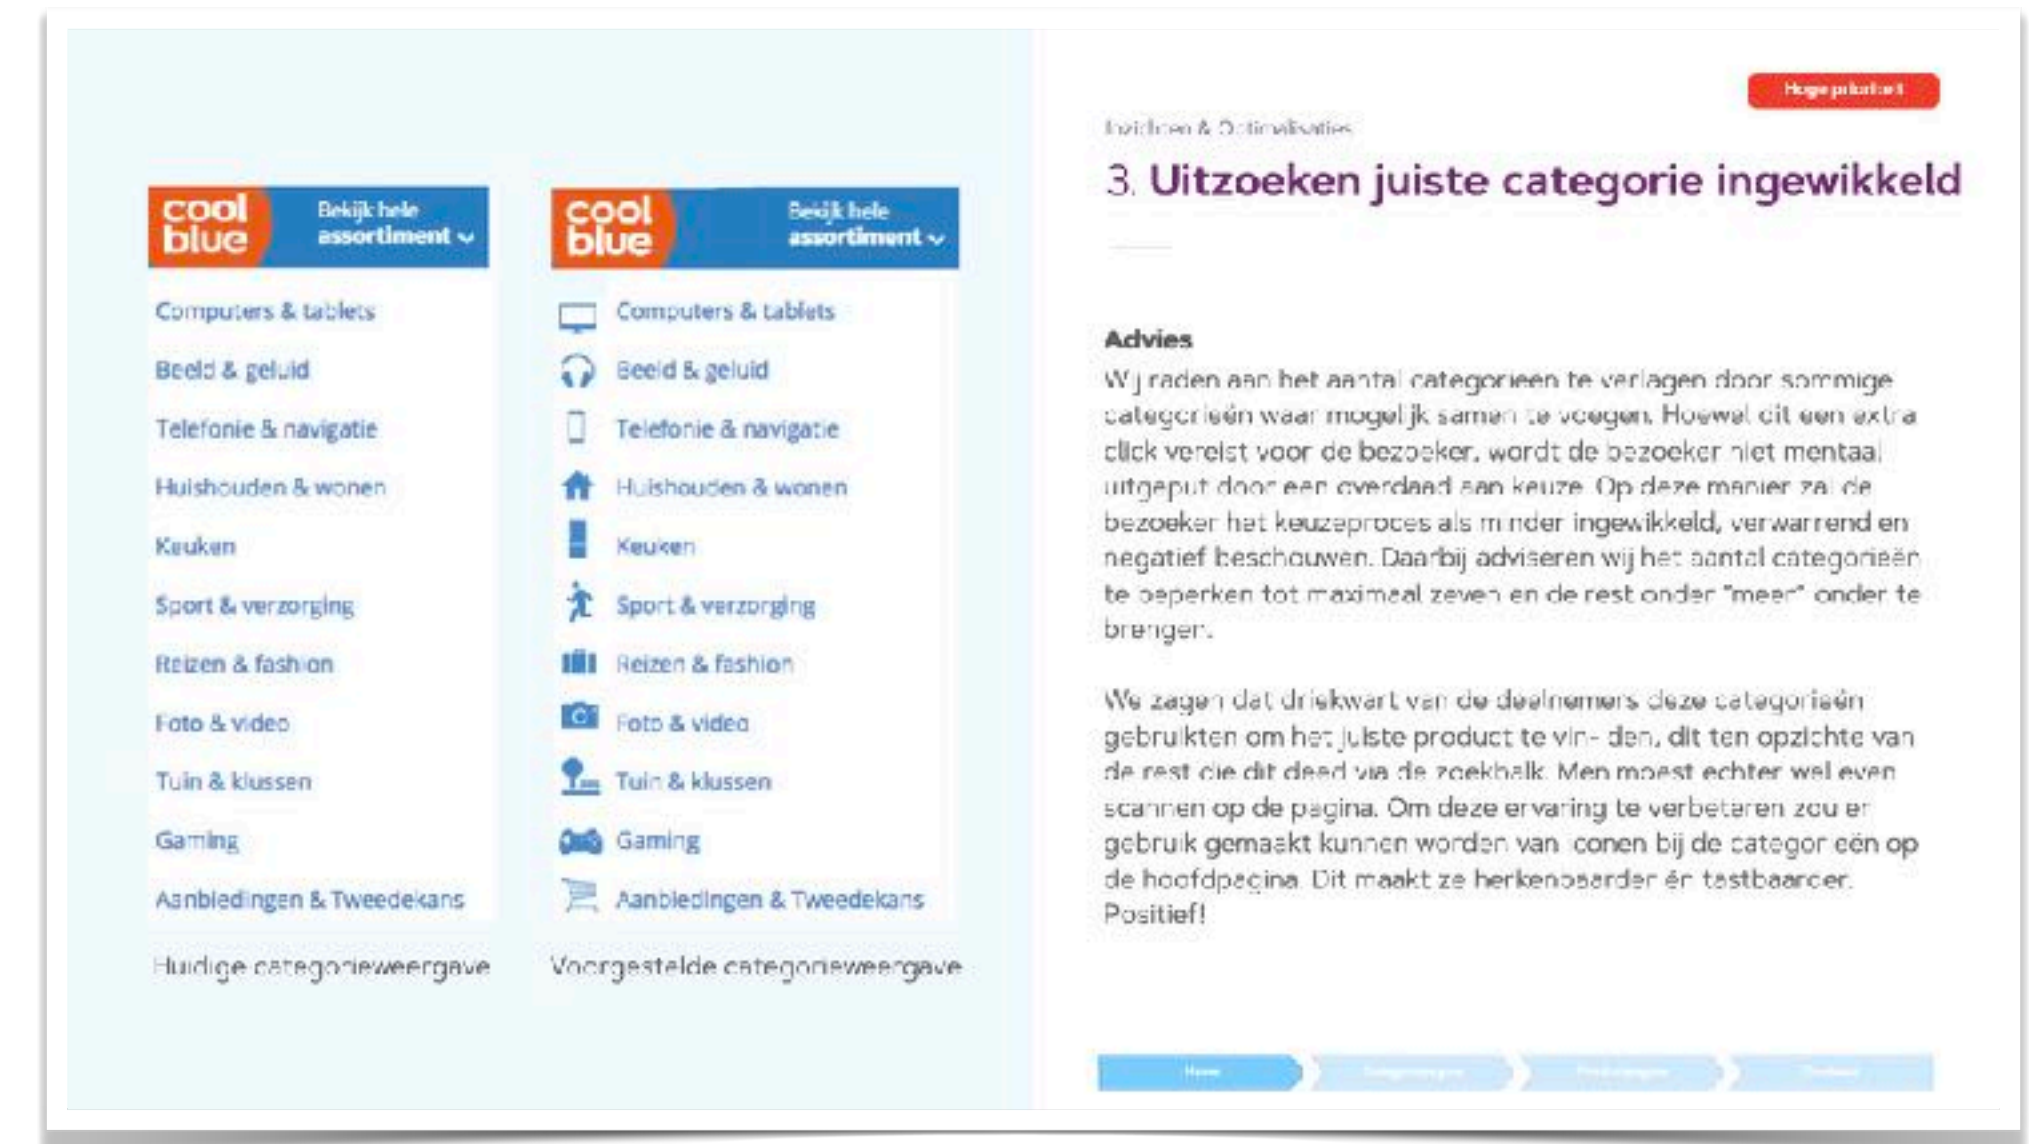 Hoge prioriteit
Inzichten & Optimalisaties
3. Uitzoeken juiste categorie ingewikkeld
cool
blue
Bekijk hele
assortiment
Computers & tablets
Beeld & geluid
Telefonie & navigatie
Huishouden & wonen
Keuken
Sport & verzorging
Reizen & fashion
Foto & video
Tuin & klussen
Gaming
Aanbiedingen & Tweedekans
Huidige categorieweergave
cool
blue
Bekijk hele
assortiment
Computers & tablets
Beeld & geluid
Telefonie & navigatie
Huishouden & wonen
Keuken
Sport & verzorging
Reizen & fashion
Foto & video
Tuin & klussen
Gaming
Aanbiedingen & Tweedekans
Voorgestelde categorieweergave
Advies
Wij raden aan het aantal categorieen te verlagen door sommige
categorieën waar mogelijk samen te voegen. Hoewel dit een extra
click vereist voor de bezoeker, wordt de bezoeker niet mentaal
uitgeput door een overdaad aan keuze. Op deze manier zal de
bezoeker het keuzeproces als minder ingewikkeld, verwarrend en
negatief beschouwen. Daarbij adviseren wij het aantal categorieën
te beperken tot maximaal zeven en de rest onder "meer" onder te
brengen.
We zagen dat driekwart van de deelnemers deze categorieën
gebruikten om het juiste product te vin- den, dit ten opzichte van
de rest die dit deed via de zoekbalk. Men moest echter wel even
scannen op de pagina. Om deze ervaring te verbeteren zou er
gebruik gemaakt kunnen worden van iconen bij de categorieën op
de hoofdpagina. Dit maakt ze herkenbaarder én tastbaarder.
Positief!
Home